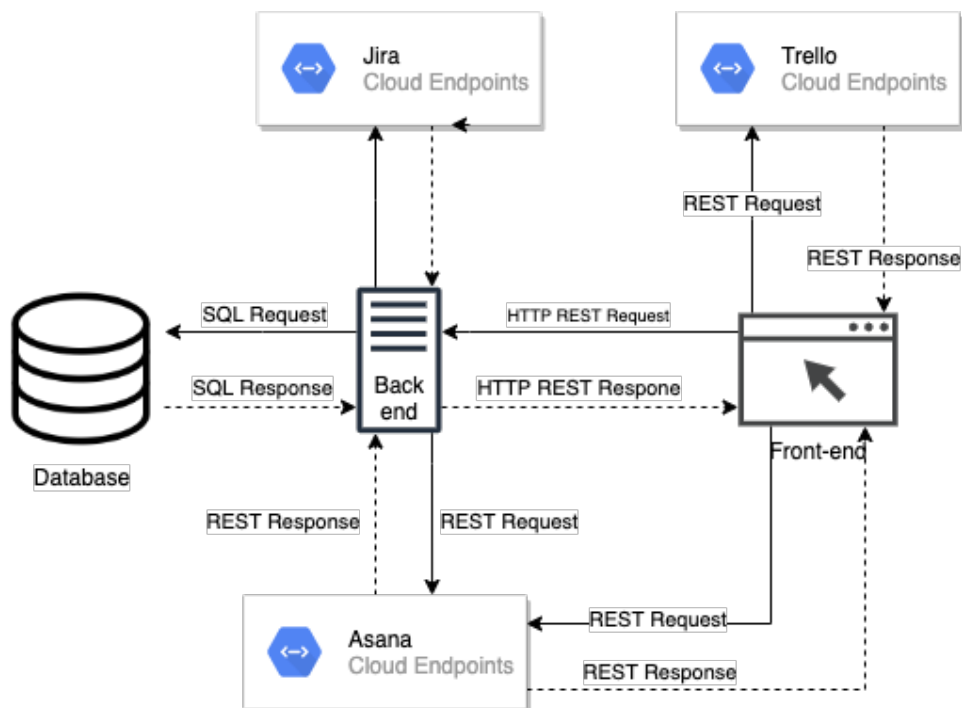 Jira
Cloud Endpoints
Trello
Cloud Endpoints
REST Request
REST Response
SQL Request
HTTP REST Request
SQL Response
Back
end
HTTP REST Respone
Front-end
Database
REST Response
REST Request
REST Request
Asana
Cloud Endpoints
REST Response